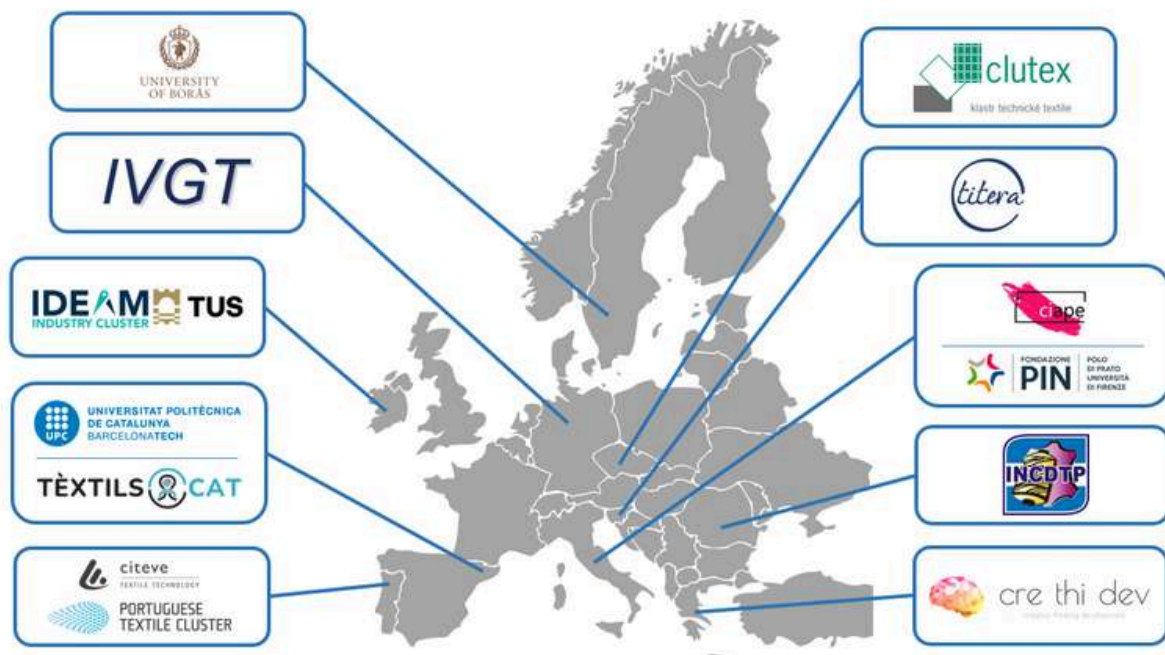 UNIVERSITY
OF BORÅS
IVGT
IDEAM
INDUSTRY CLUSTER
TUS
UPC
UNIVERSITAT POLITÈCNICA
DE CATALUNYA
BARCELONATECH
TÈXTILS CAT
citeve
TEXTILE TECHNOLOGY
PORTUGUESE
TEXTILE CLUSTER
clutex
klastr technické textilie
titera
ciape
FONDAZIONE
PIN
POLO
DI PRATO
UNIVERSITÀ
DI FIRENZE
INCDTP
cre thi dev